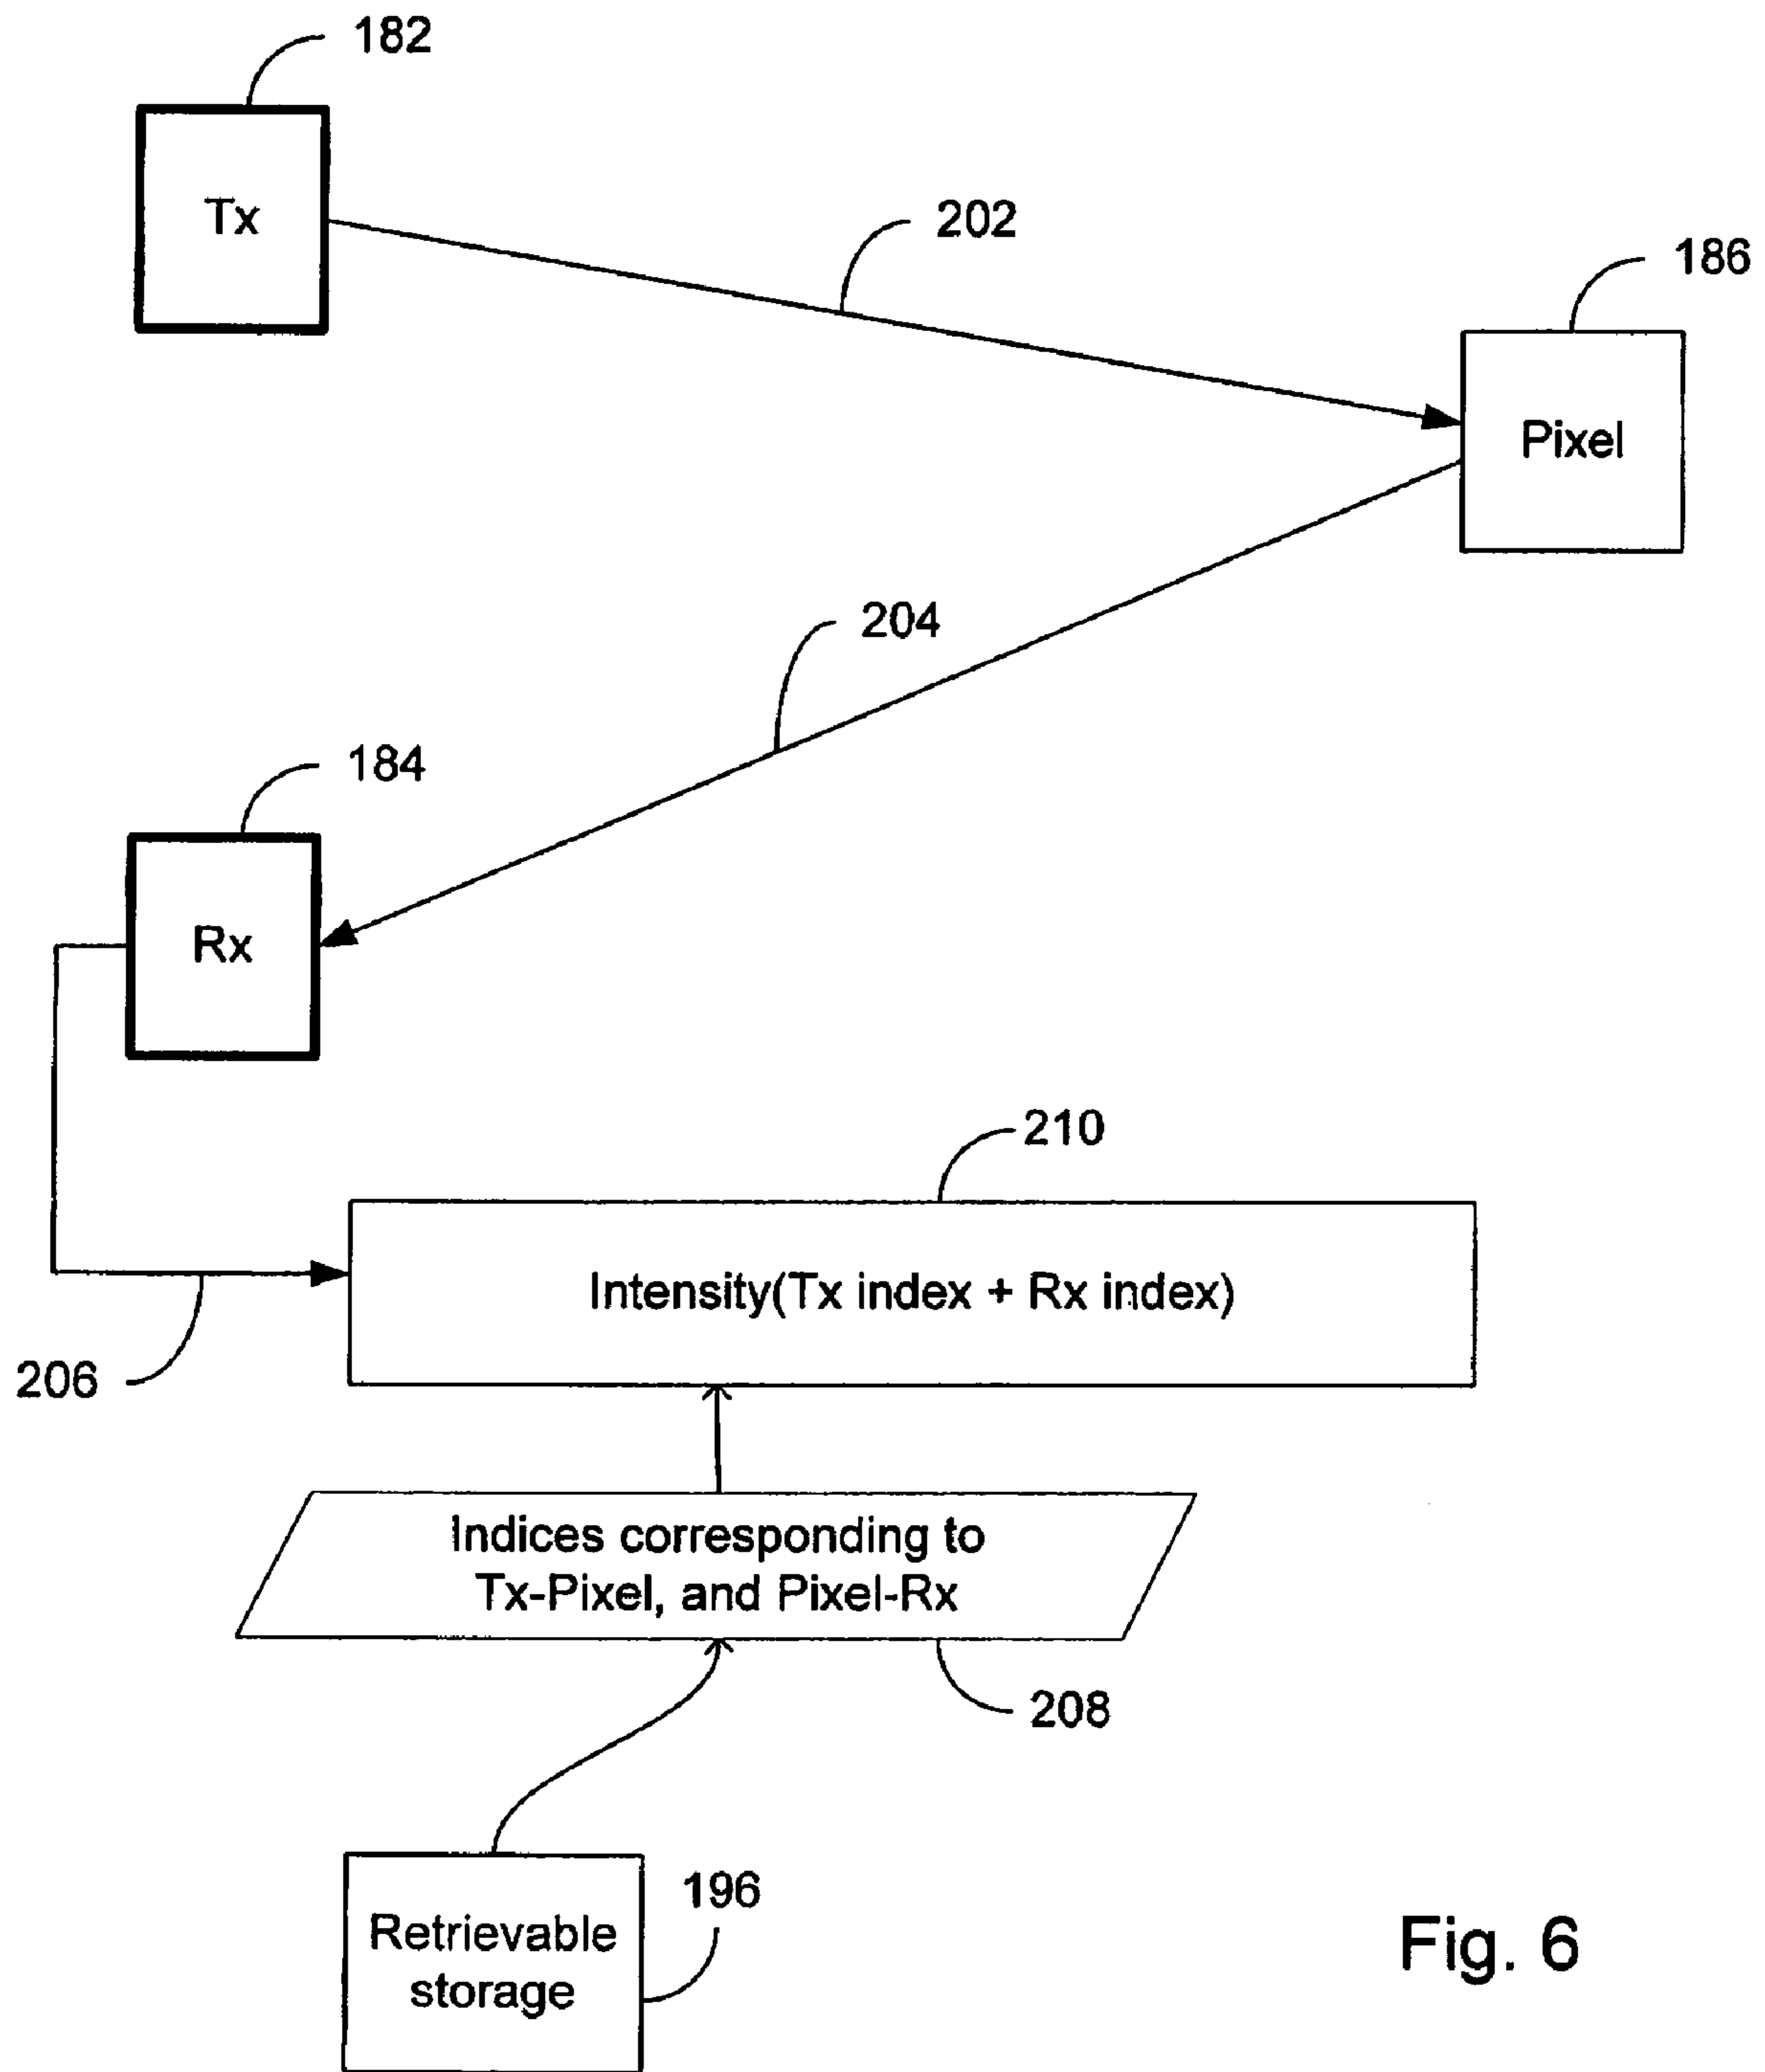 182
Tx
202
186
Pixel
204
184
Rx
210
Intensity(Tx index + Rx index)
206
Indices corresponding to
Tx-Pixel, and Pixel-Rx
208
196
Retrievable
storage
Fig. 6